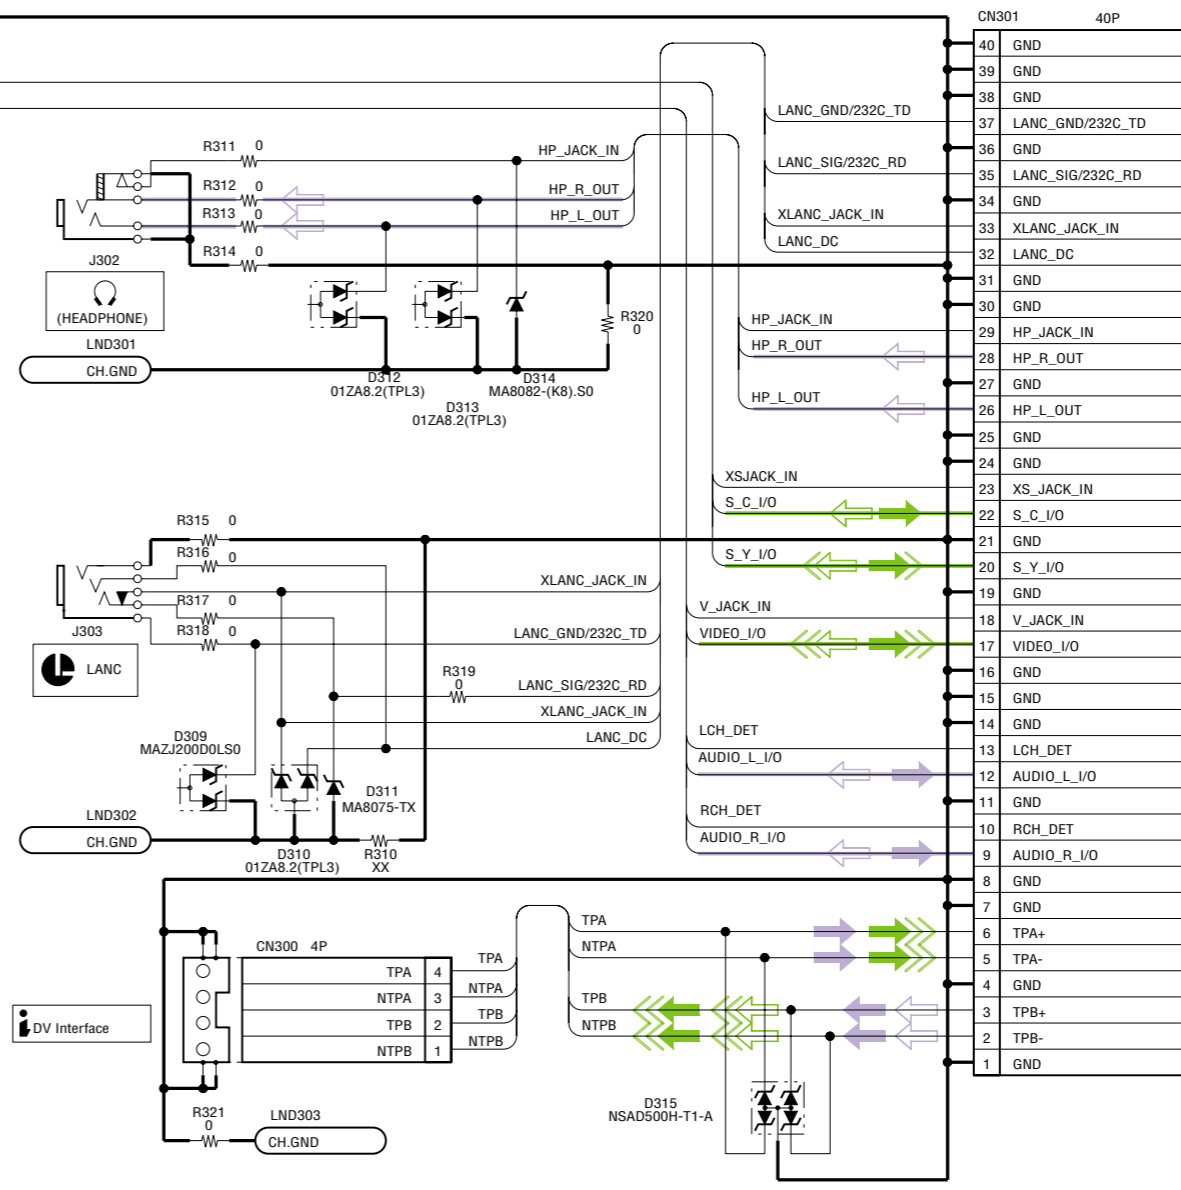 CN301 40P
40 GND
39 GND
38 GND
LANC_GND/232C_TD
37 LANC_GND/232C_TD
36 GND
LANC_SIG/232C_RD
35 LANC_SIG/232C_RD
34 GND
XLANC_JACK_IN
33 XLANC_JACK_IN
LANC_DC
32 LANC_DC
31 GND
30 GND
HP_JACK_IN
29 HP_JACK_IN
HP_R_OUT
28 HP_R_OUT
27 GND
HP_L_OUT
26 HP_L_OUT
25 GND
24 GND
XSJACK_IN
23 XS_JACK_IN
S_C_I/O
22 S_C_I/O
21 GND
S_Y_I/O
20 S_Y_I/O
19 GND
V_JACK_IN
18 V_JACK_IN
VIDEO_I/O
17 VIDEO_I/O
16 GND
15 GND
14 GND
LCH_DET
13 LCH_DET
AUDIO_L_I/O
12 AUDIO_L_I/O
11 GND
RCH_DET
10 RCH_DET
AUDIO_R_I/O
9 AUDIO_R_I/O
8 GND
7 GND
TPA
6 TPA+
NTPA
5 TPA-
4 GND
TPB
3 TPB+
NTPB
2 TPB-
1 GND
R311 0
HP_JACK_IN
R312 0
HP_R_OUT
R313 0
HP_L_OUT
R314 0
J302
(HEADPHONE)
LND301
CH.GND
R320
0
D312
01ZA8.2(TPL3)
D313
01ZA8.2(TPL3)
D314
MA8082-(K8).S0
R315 0
R316 0
XLANC_JACK_IN
R317 0
R318 0
LANC_GND/232C_TD
J303
LANC
R319
0
LANC_SIG/232C_RD
XLANC_JACK_IN
LANC_DC
D309
MAZJ200D0LS0
D311
MA8075-TX
LND302
CH.GND
D310
01ZA8.2(TPL3)
R310
XX
CN300 4P
TPA 4 TPA
NTPA 3 NTPA
TPB 2 TPB
NTPB 1 NTPB
i DV Interface
R321
0
LND303
CH.GND
D315
NSAD500H-T1-A